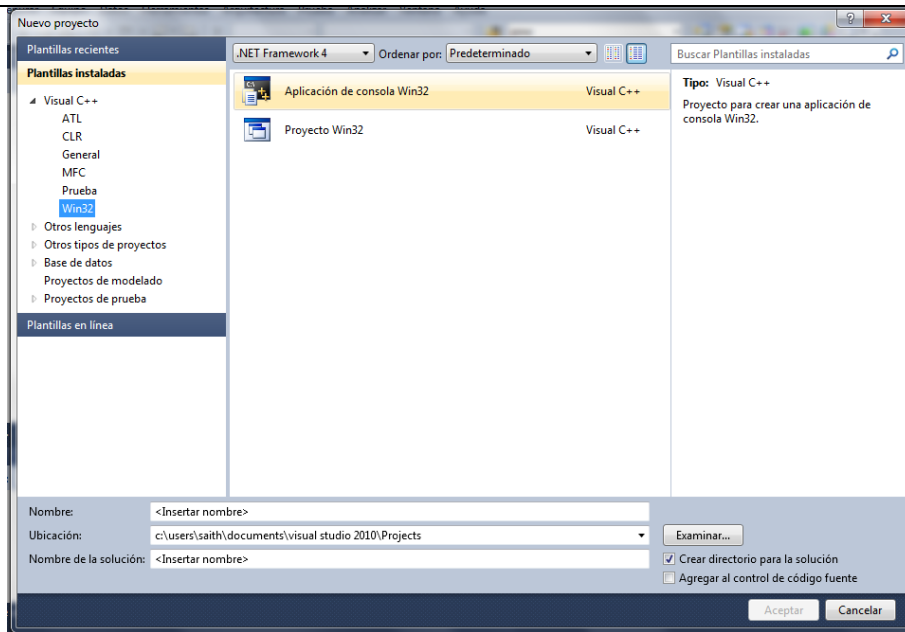 Nuevo proyecto
Plantillas recientes
Plantillas instaladas
Visual C++
ATL
CLR
General
MFC
Prueba
Win32
Otros lenguajes
Otros tipos de proyectos
Base de datos
Proyectos de modelado
Proyectos de prueba
Plantillas en línea
.NET Framework 4 Ordenar por: Predeterminado
Aplicación de consola Win32 Visual C++
Proyecto Win32 Visual C++
Buscar Plantillas instaladas
Tipo: Visual C++
Proyecto para crear una aplicación de
consola Win32.
Nombre: <Insertar nombre>
Ubicación: c:\users\saith\documents\visual studio 2010\Projects Examinar...
Nombre de la solución: <Insertar nombre>
Crear directorio para la solución
Agregar al control de código fuente
Aceptar Cancelar